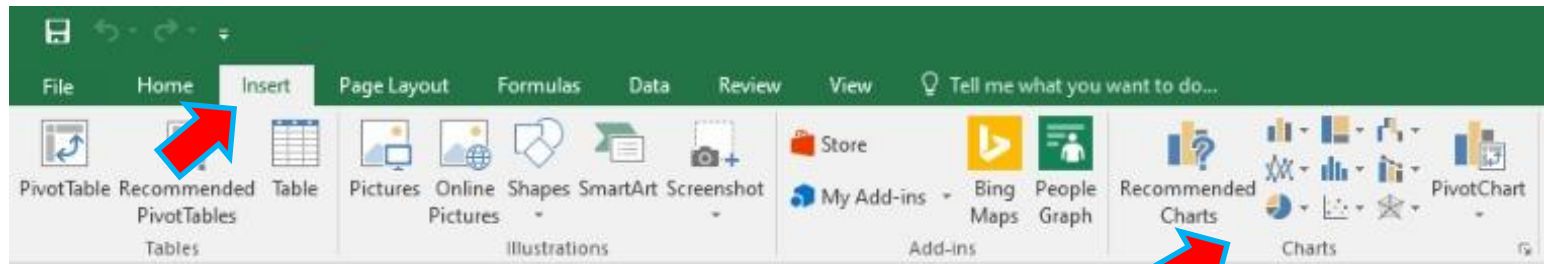 File Home Insert Page Layout Formulas Data Review View Tell me what you want to do...
PivotTable Recommended PivotTables Table Pictures Online Pictures Shapes SmartArt Screenshot
Store
My Add-ins
Bing Maps People Graph
Recommended Charts
PivotChart
Tables Illustrations Add-ins Charts